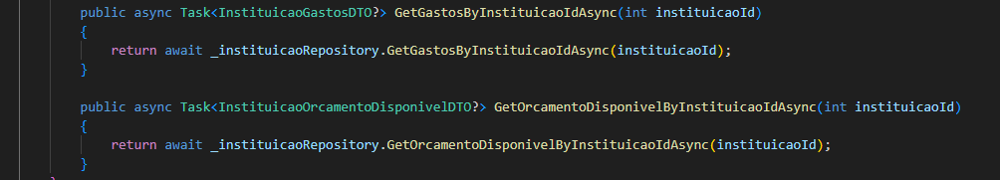 public async Task<InstituicaoGastosDTO?> GetGastosByInstituicaoIdAsync(int instituicaoId)
{
return await _instituicaoRepository.GetGastosByInstituicaoIdAsync(instituicaoId);
}
public async Task<InstituicaoOrcamentoDisponivelDTO?> GetOrcamentoDisponivelByInstituicaoIdAsync(int instituicaoId)
{
return await _instituicaoRepository.GetOrcamentoDisponivelByInstituicaoIdAsync(instituicaoId);
}